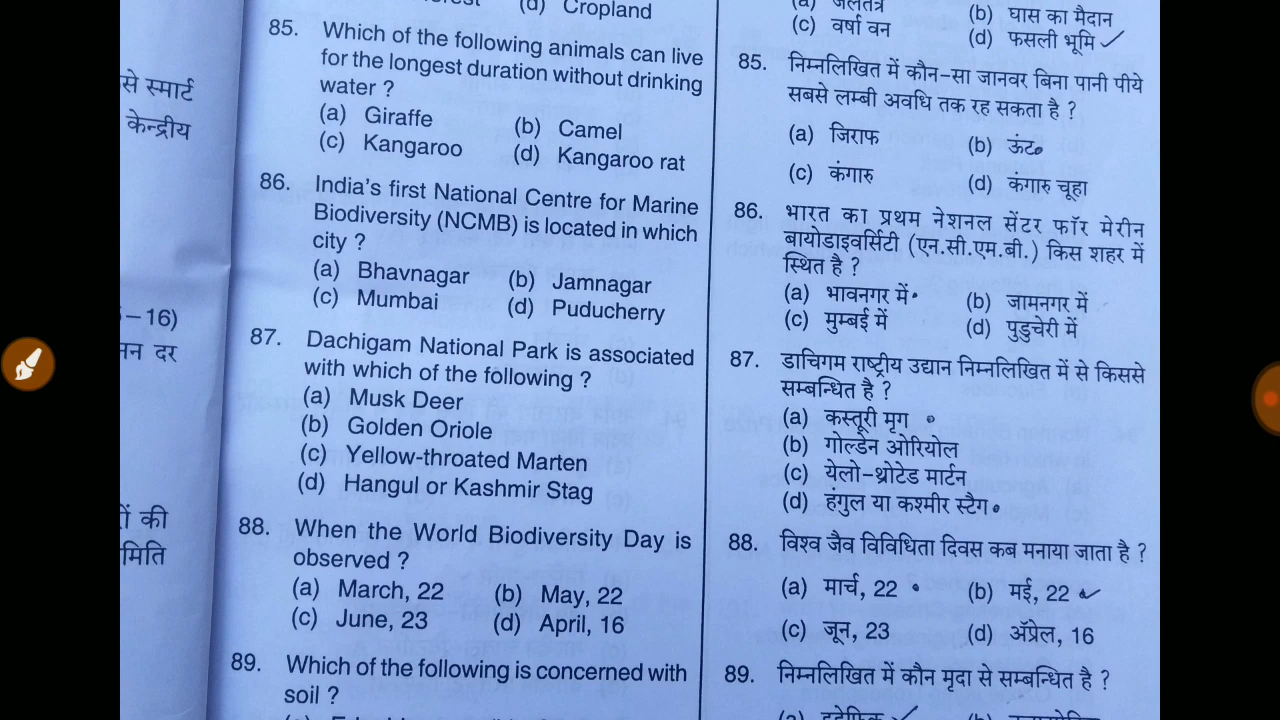 से स्मार्ट
केन्द्रीय
–16)
दर
की
मिति
(d) Cropland
85. Which of the following animals can live
for the longest duration without drinking
water ?
(a) Giraffe (b) Camel
(c) Kangaroo (d) Kangaroo rat
86. India's first National Centre for Marine
Biodiversity (NCMB) is located in which
city ?
(a) Bhavnagar (b) Jamnagar
(c) Mumbai (d) Puducherry
87. Dachigam National Park is associated
with which of the following ?
(a) Musk Deer
(b) Golden Oriole
(c) Yellow-throated Marten
(d) Hangul or Kashmir Stag
88. When the World Biodiversity Day is
observed ?
(a) March, 22 (b) May, 22
(c) June, 23 (d) April, 16
89. Which of the following is concerned with
soil ?
(a) जलतंत्र (b) घास का मैदान
(c) वर्षा वन (d) फसली भूमि
85. निम्नलिखित में कौन-सा जानवर बिना पानी पीये
सबसे लम्बी अवधि तक रह सकता है ?
(a) जिराफ (b) ऊंट
(c) कंगारु (d) कंगारु चूहा
86. भारत का प्रथम नेशनल सेंटर फॉर मेरीन
बायोडाइवर्सिटी (एन.सी.एम.बी.) किस शहर में
स्थित है ?
(a) भावनगर में (b) जामनगर में
(c) मुम्बई में (d) पुडुचेरी में
87. डाचिगम राष्ट्रीय उद्यान निम्नलिखित में से किससे
सम्बन्धित है ?
(a) कस्तूरी मृग
(b) गोल्डेन ओरियोल
(c) येलो-थ्रोटेड मार्टन
(d) हंगुल या कश्मीर स्टैग
88. विश्व जैव विविधिता दिवस कब मनाया जाता है ?
(a) मार्च, 22 (b) मई, 22
(c) जून, 23 (d) ॲप्रेल, 16
89. निम्नलिखित में कौन मृदा से सम्बन्धित है ?